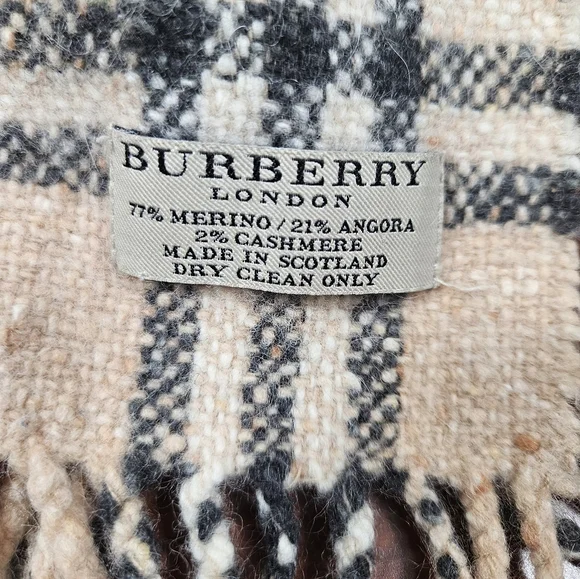 BURBERRY
LONDON
77% MERINO / 21% ANGORA
2% CASHMERE
MADE IN SCOTLAND
DRY CLEAN ONLY